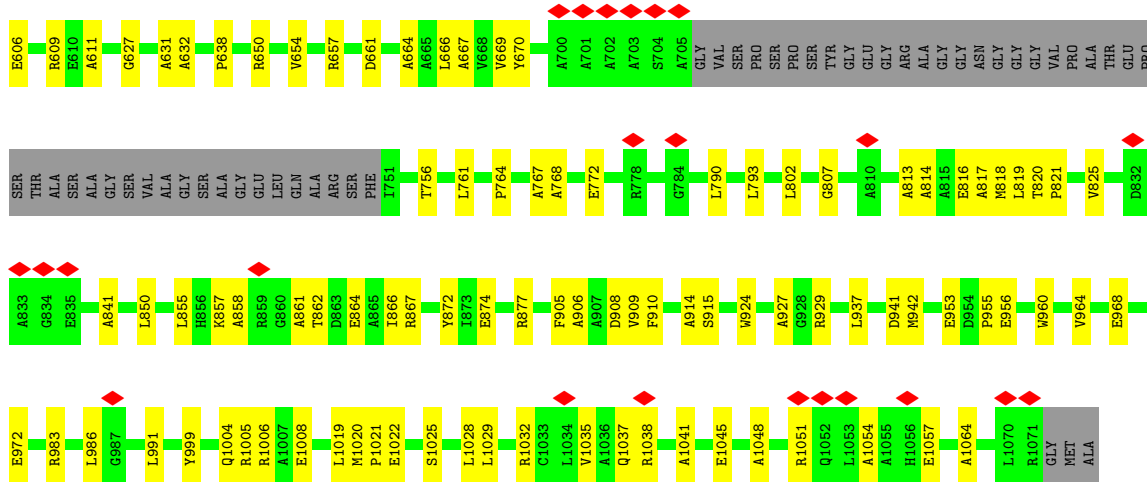 E606 R609 E610 A611 G627 A631 A632 P638 R650 V654 R657 D661 A664 A665 L666 A667 V668 V669 Y670 A700 A701 A702 A703 S704 A705 GLY VAL SER PRO SER PRO SER TYR GLY GLU GLY ARG ALA GLY GLY ASN GLY GLY GLY VAL PRO ALA THR GLU PRO
SER THR ALA SER ALA GLY SER VAL ALA GLY SER ALA GLY GLU LEU GLN ALA ARG SER PHE I751 T756 L761 P764 A767 A768 E772 R778 G784 L790 L793 L802 G807 A810 A813 A814 A815 E816 A817 M818 L819 T820 P821 V825 D832
A833 G834 E835 A841 L850 L855 H856 K857 A858 R859 G860 A861 T862 D863 E864 A865 I866 R867 Y872 I873 E874 R877 F905 A906 A907 D908 V909 F910 A914 S915 W924 A927 G928 R929 L937 D941 M942 E953 D954 P955 E956 W960 V964 E968
E972 R983 L986 G987 L991 Y999 Q1004 R1005 R1006 A1007 E1008 L1019 M1020 P1021 E1022 S1025 L1028 L1029 R1032 C1033 L1034 V1035 A1036 Q1037 R1038 A1041 E1045 A1048 R1051 Q1052 L1053 A1054 A1055 H1056 E1057 A1064 L1070 R1071 GLY MET ALA